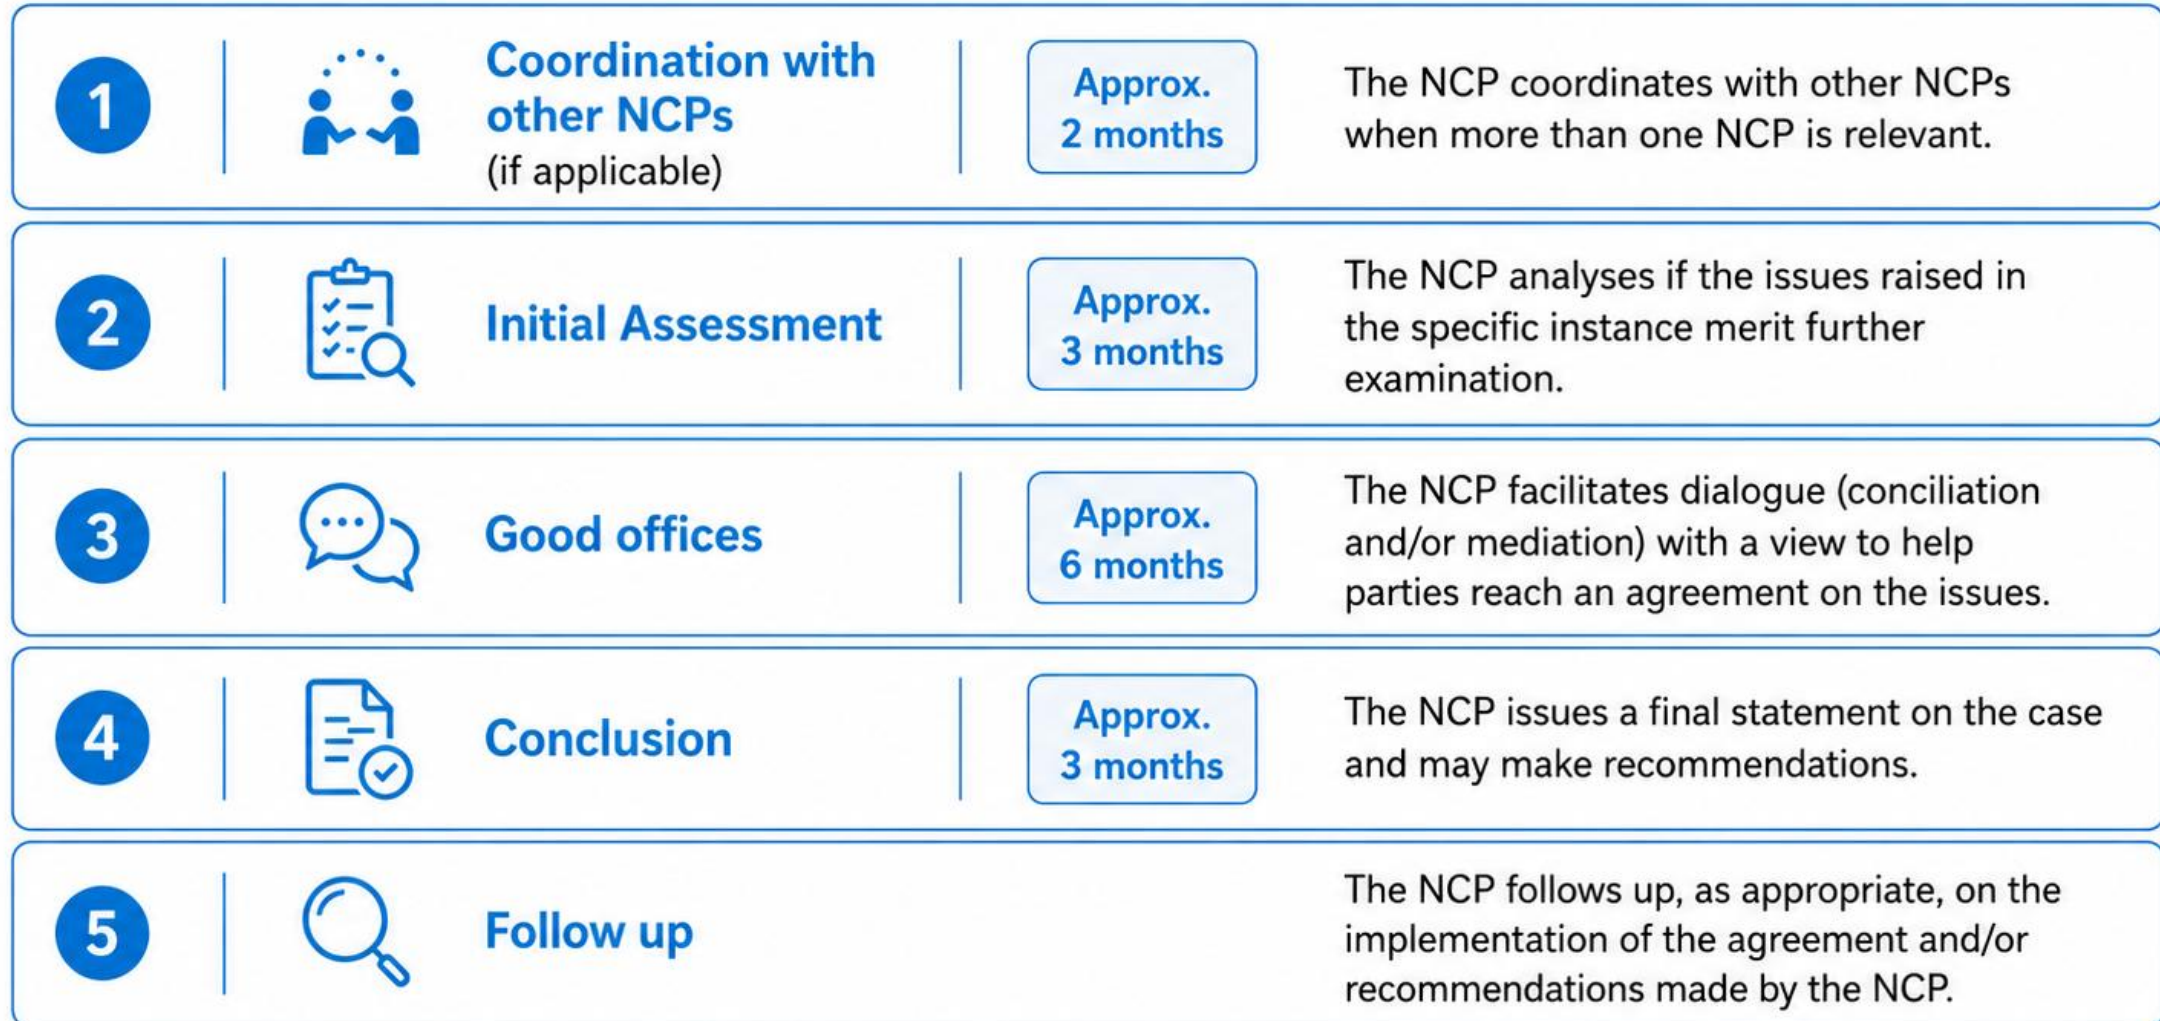 1
Coordination with
other NCPs
(if applicable)
Approx.
2 months
The NCP coordinates with other NCPs
when more than one NCP is relevant.
2
Initial Assessment
Approx.
3 months
The NCP analyses if the issues raised in
the specific instance merit further
examination.
3
Good offices
Approx.
6 months
The NCP facilitates dialogue (conciliation
and/or mediation) with a view to help
parties reach an agreement on the issues.
4
Conclusion
Approx.
3 months
The NCP issues a final statement on the case
and may make recommendations.
5
Follow up
The NCP follows up, as appropriate, on the
implementation of the agreement and/or
recommendations made by the NCP.